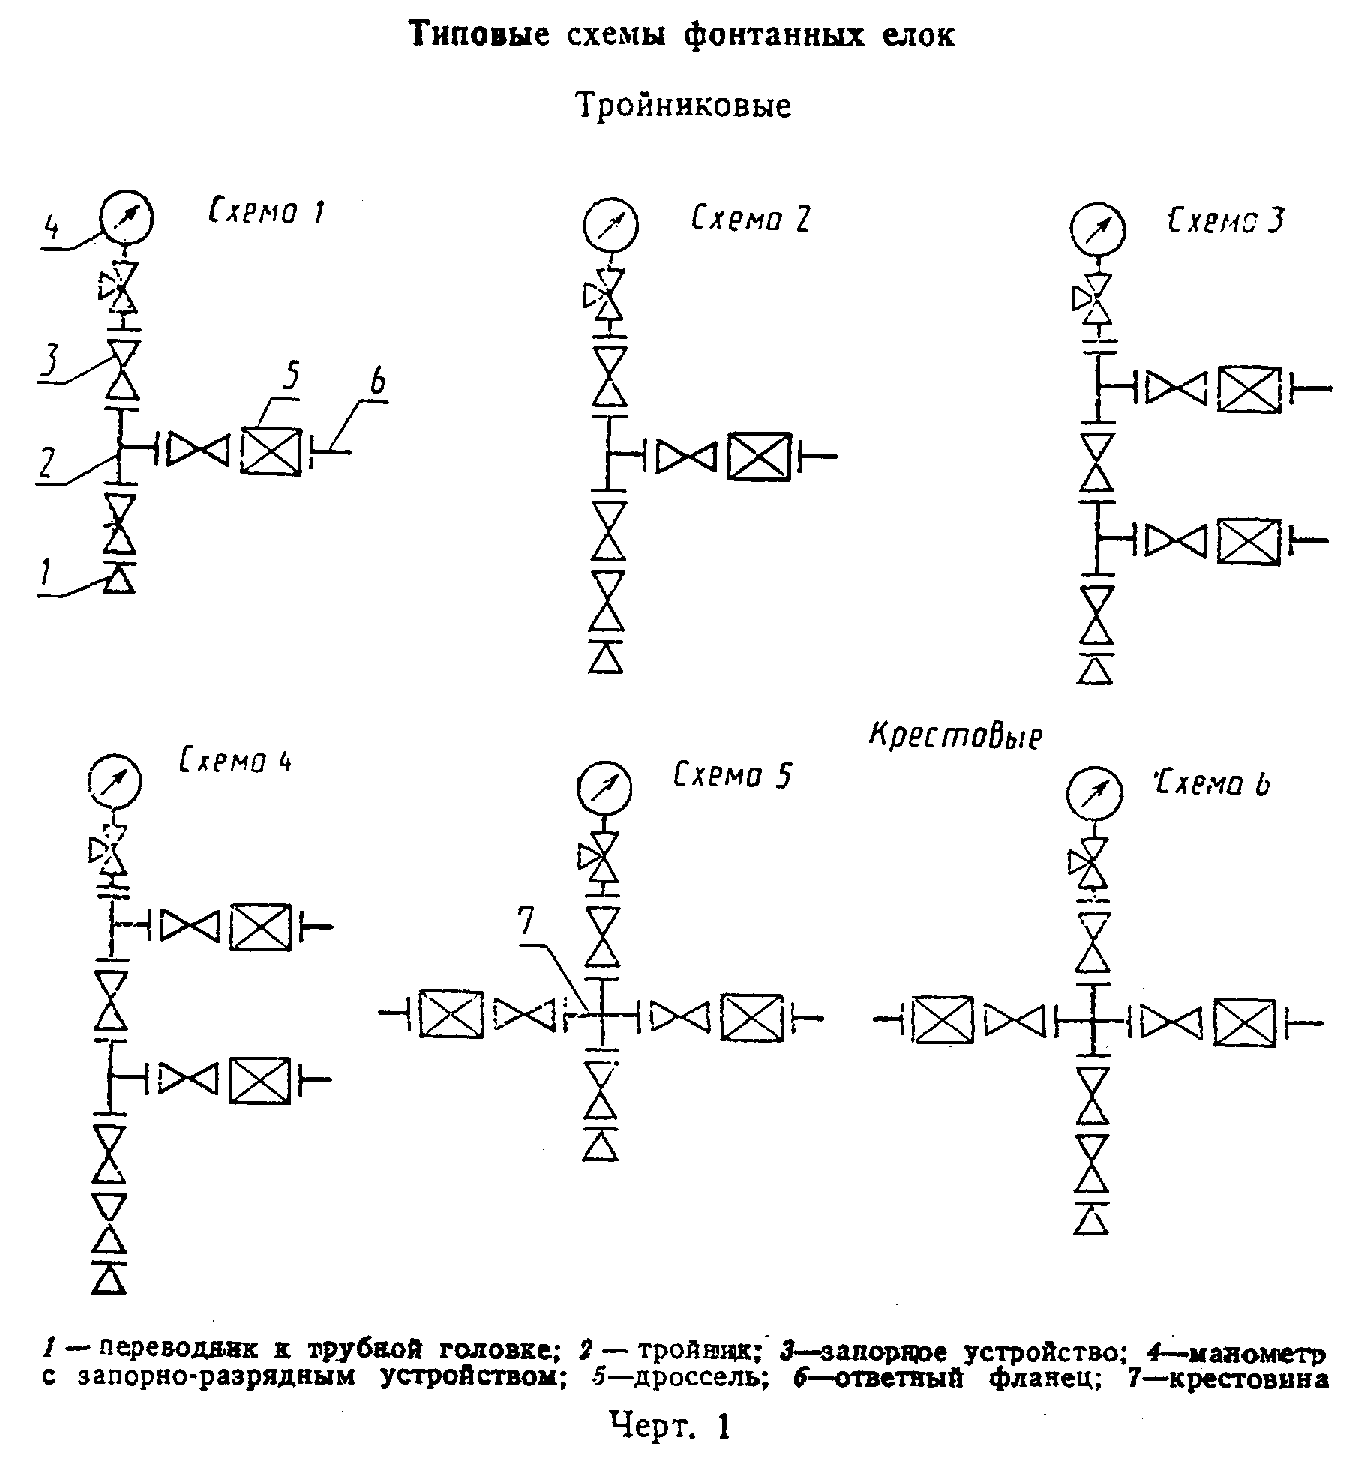 Типовые схемы фонтанных елок
Тройниковые
Схема 1
Схема 2
Схема 3
4
3
5
6
2
1
Схема 4
Схема 5
Крестовые
Схема 6
7
1 — переводник к трубной головке; 2 — тройник; 3—запорное устройство; 4—манометр
с запорно-разрядным устройством; 5—дроссель; 6—ответный фланец; 7—крестовина
Черт. 1